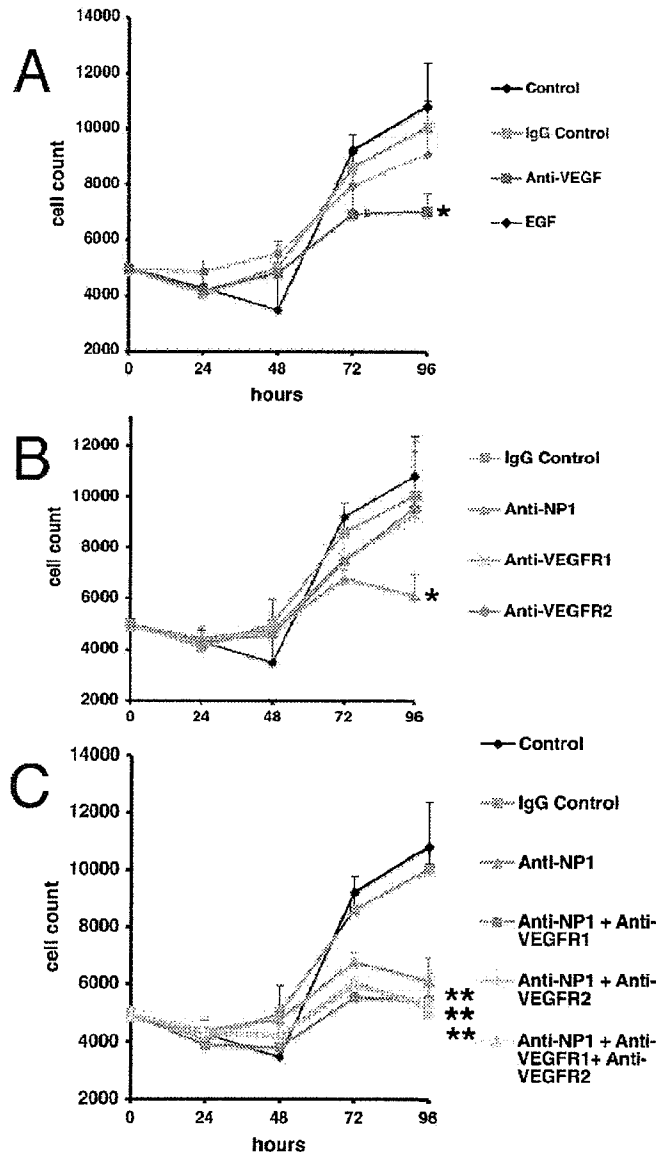 A
14000
12000
10000
8000
6000
4000
2000
cell count
0 24 48 72 96
hours
Control
IgG Control
Anti-VEGF
EGF
*
B
12000
10000
8000
6000
4000
2000
cell count
0 24 48 72 96
IgG Control
Anti-NP1
Anti-VEGFR1
Anti-VEGFR2
*
C
14000
12000
10000
8000
6000
4000
2000
cell count
0 24 48 72 96
hours
Control
IgG Control
Anti-NP1
Anti-NP1 + Anti-
VEGFR1
Anti-NP1 + Anti-
VEGFR2
Anti-NP1 + Anti-
VEGFR1+ Anti-
VEGFR2
**
**
**